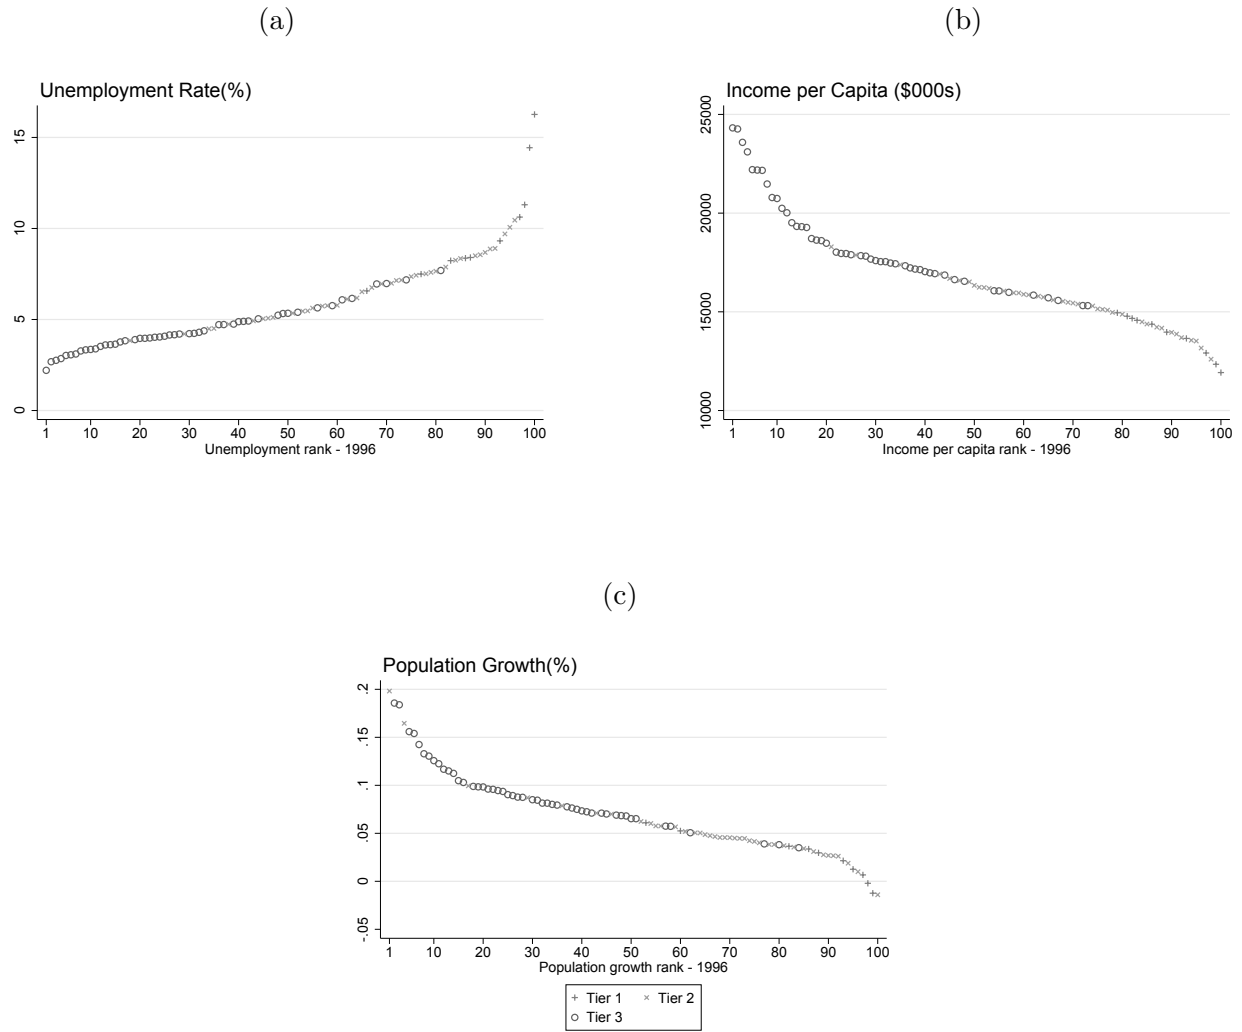 (a)
Unemployment Rate(%)
15
10
5
0
1 10 20 30 40 50 60 70 80 90 100
Unemployment rank - 1996
(b)
Income per Capita ($000s)
25000
20000
15000
10000
1 10 20 30 40 50 60 70 80 90 100
Income per capita rank - 1996
(c)
Population Growth(%)
.2
.15
.1
.05
0
-.05
1 10 20 30 40 50 60 70 80 90 100
Population growth rank - 1996
Tier 1 Tier 2
Tier 3